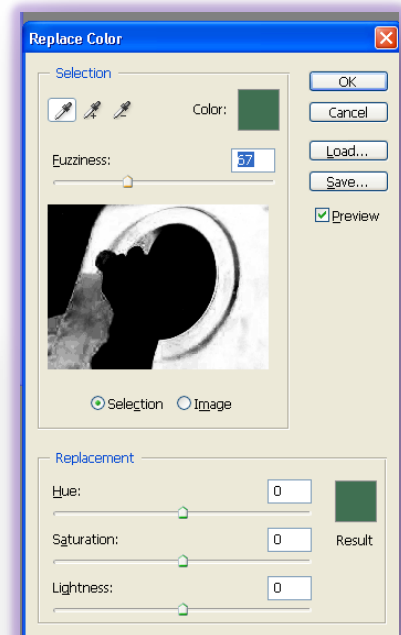 Replace Color
Selection
OK
Color:
Cancel
Fuzziness:
67
Load...
Save...
Preview
Selection
Image
Replacement
Hue:
0
Saturation:
0
Result
Lightness:
0